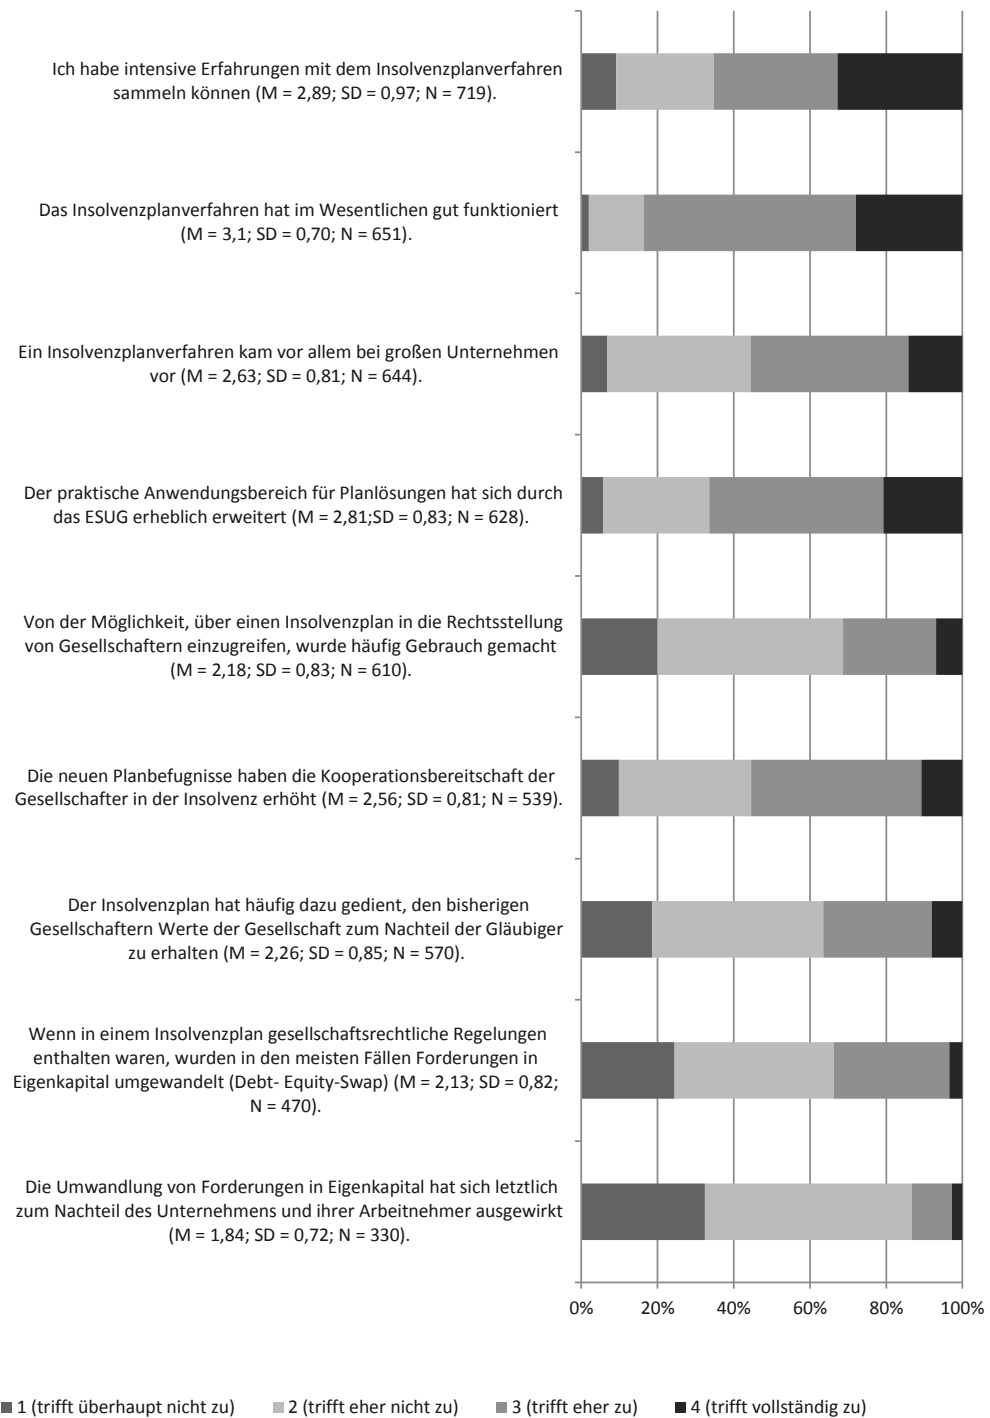 Ich habe intensive Erfahrungen mit dem Insolvenzplanverfahren
sammeln können (M = 2,89; SD = 0,97; N = 719).
Das Insolvenzplanverfahren hat im Wesentlichen gut funktioniert
(M = 3,1; SD = 0,70; N = 651).
Ein Insolvenzplanverfahren kam vor allem bei großen Unternehmen
vor (M = 2,63; SD = 0,81; N = 644).
Der praktische Anwendungsbereich für Planlösungen hat sich durch
das ESUG erheblich erweitert (M = 2,81;SD = 0,83; N = 628).
Von der Möglichkeit, über einen Insolvenzplan in die Rechtsstellung
von Gesellschaftern einzugreifen, wurde häufig Gebrauch gemacht
(M = 2,18; SD = 0,83; N = 610).
Die neuen Planbefugnisse haben die Kooperationsbereitschaft der
Gesellschafter in der Insolvenz erhöht (M = 2,56; SD = 0,81; N = 539).
Der Insolvenzplan hat häufig dazu gedient, den bisherigen
Gesellschaftern Werte der Gesellschaft zum Nachteil der Gläubiger
zu erhalten (M = 2,26; SD = 0,85; N = 570).
Wenn in einem Insolvenzplan gesellschaftsrechtliche Regelungen
enthalten waren, wurden in den meisten Fällen Forderungen in
Eigenkapital umgewandelt (Debt- Equity-Swap) (M = 2,13; SD = 0,82;
N = 470).
Die Umwandlung von Forderungen in Eigenkapital hat sich letztlich
zum Nachteil des Unternehmens und ihrer Arbeitnehmer ausgewirkt
(M = 1,84; SD = 0,72; N = 330).
0% 20% 40% 60% 80% 100%
1 (trifft überhaupt nicht zu) 2 (trifft eher nicht zu) 3 (trifft eher zu) 4 (trifft vollständig zu)